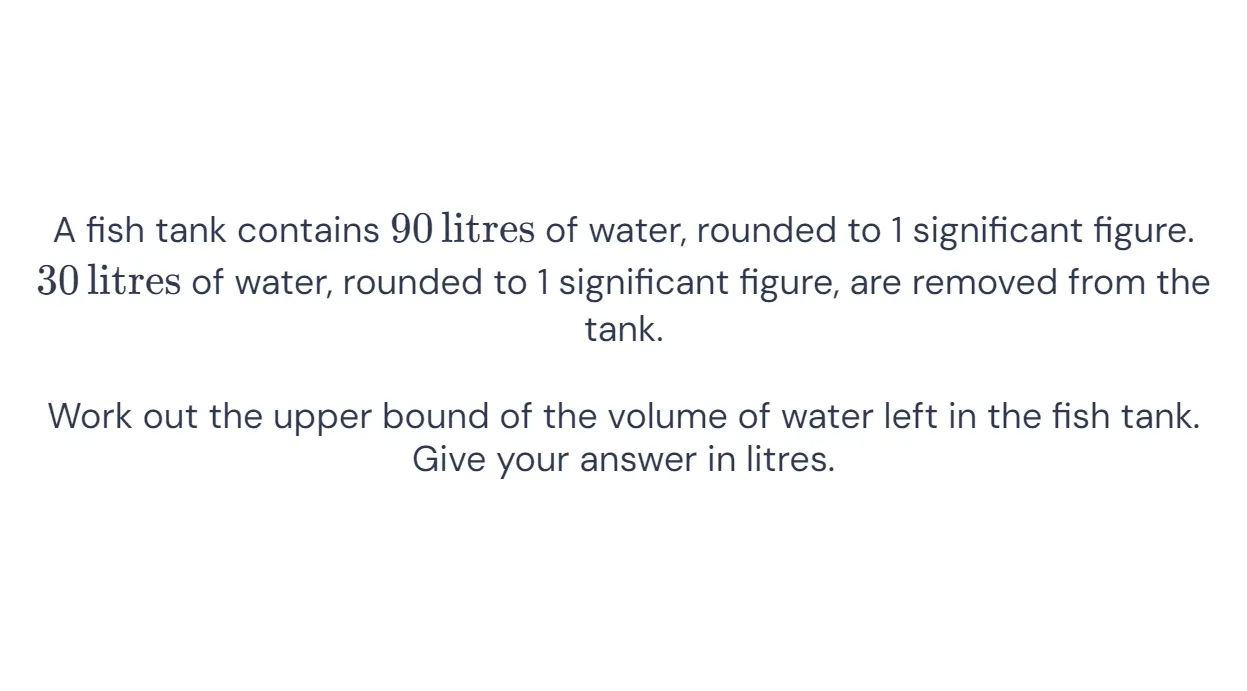 A fish tank contains 90 litres of water, rounded to 1 significant figure.
30 litres of water, rounded to 1 significant figure, are removed from the
tank.
Work out the upper bound of the volume of water left in the fish tank.
Give your answer in litres.